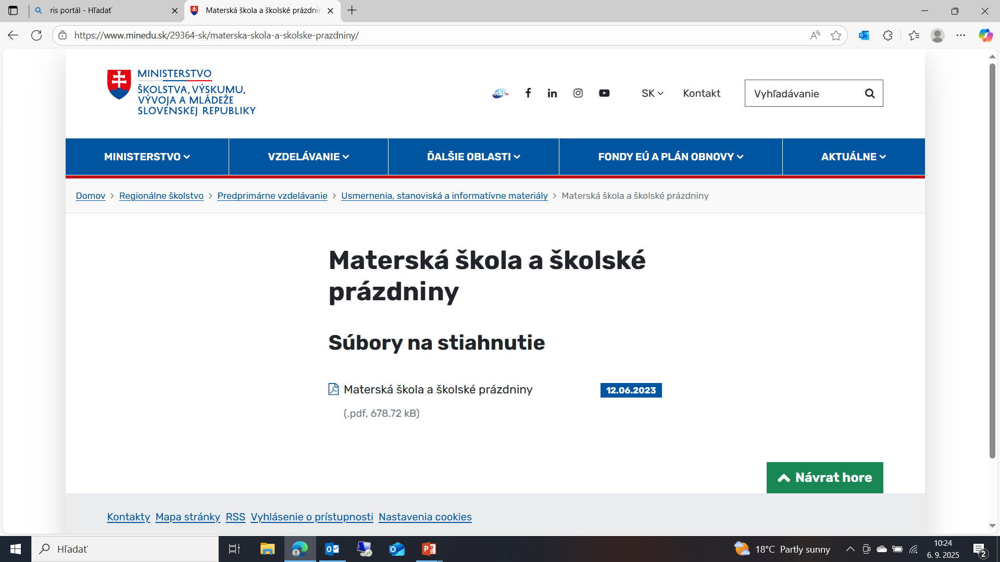 ris portál - Hľadať
Materská škola a školské prázdnin
https://www.minedu.sk/29364-sk/materska-skola-a-skolske-prazdniny/
MINISTERSTVO
ŠKOLSTVA, VÝSKUMU,
VÝVOJA A MLÁDEŽE
SLOVENSKEJ REPUBLIKY
edu tv
SK
Kontakt
Vyhľadávanie
MINISTERSTVO
VZDELÁVANIE
ĎALŠIE OBLASTI
FONDY EÚ A PLÁN OBNOVY
AKTUÁLNE
Domov > Regionálne školstvo > Predprimárne vzdelávanie > Usmernenia, stanoviská a informatívne materiály > Materská škola a školské prázdniny
Materská škola a školské
prázdniny
Súbory na stiahnutie
Materská škola a školské prázdniny
12.06.2023
(.pdf, 678.72 kB)
Návrat hore
Kontakty Mapa stránky RSS Vyhlásenie o prístupnosti Nastavenia cookies
Hľadať
18°C Partly sunny
10:24
6. 9. 2025
2